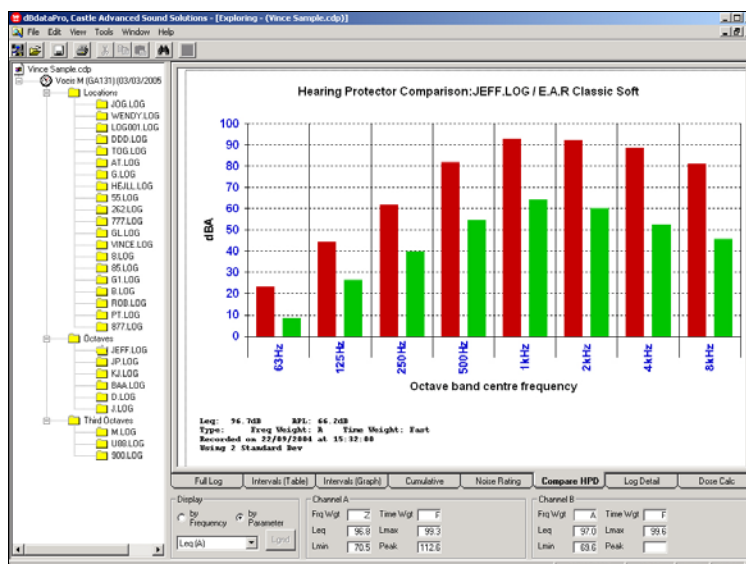 dBdataPro, Castle Advanced Sound Solutions - [Exploring - (Vince Sample.cdp)]
File Edit View Tools Window Help
Vince Sample.cdp
Vocis M (GA131) (03/03/2005
Locations
JOG.LOG
WENDY.LOG
LOG001.LOG
DDD.LOG
TOG.LOG
AT.LOG
G.LOG
HEJLL.LOG
55.LOG
262.LOG
777.LOG
GL.LOG
VINCE.LOG
8.LOG
85.LOG
G1.LOG
B.LOG
ROB.LOG
PT.LOG
877.LOG
Octaves
JEFF.LOG
JP.LOG
KJ.LOG
BAA.LOG
D.LOG
J.LOG
Third Octaves
M.LOG
U88.LOG
900.LOG
Hearing Protector Comparison:JEFF.LOG / E.A.R Classic Soft
dBA
100
90
80
70
60
50
40
30
20
10
0
63Hz
125Hz
250Hz
500Hz
1kHz
2kHz
4kHz
8kHz
Octave band centre frequency
Leq: 96.7dB APL: 66.2dB
Type: Freq Weight: A Time Weight: Fast
Recorded on 22/09/2004 at 15:32:00
Using 2 Standard Dev
Full Log Intervals (Table) Intervals (Graph) Cumulative Noise Rating Compare HPD Log Detail Dose Calc
Display
by Frequency
by Parameter
Leq (A)
Lgnd
Channel A
Frq Wgt Z Time Wgt F
Leq 96.8 Lmax 99.3
Lmin 70.5 Peak 112.6
Channel B
Frq Wgt A Time Wgt F
Leq 97.0 Lmax 99.6
Lmin 69.6 Peak